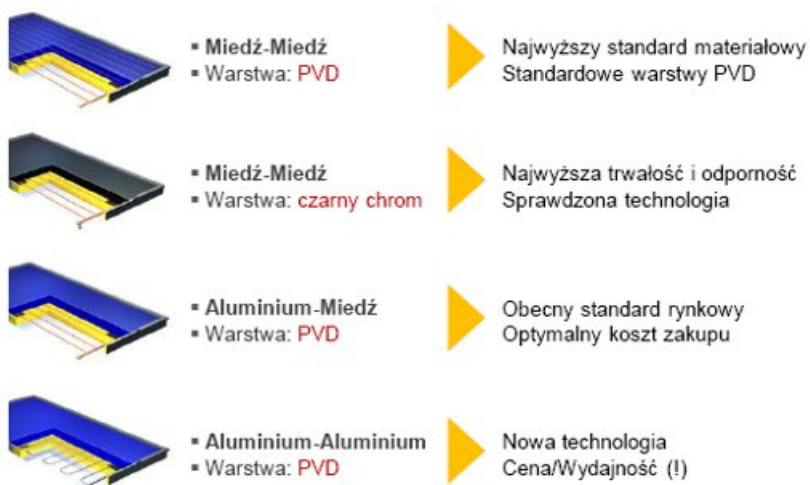 ▪ Miedź-Miedź
▪ Warstwa: PVD
Najwyższy standard materiałowy
Standardowe warstwy PVD
▪ Miedź-Miedź
▪ Warstwa: czarny chrom
Najwyższa trwałość i odporność
Sprawdzona technologia
▪ Aluminium-Miedź
▪ Warstwa: PVD
Obecny standard rynkowy
Optymalny koszt zakupu
▪ Aluminium-Aluminium
▪ Warstwa: PVD
Nowa technologia
Cena/Wydajność (!)